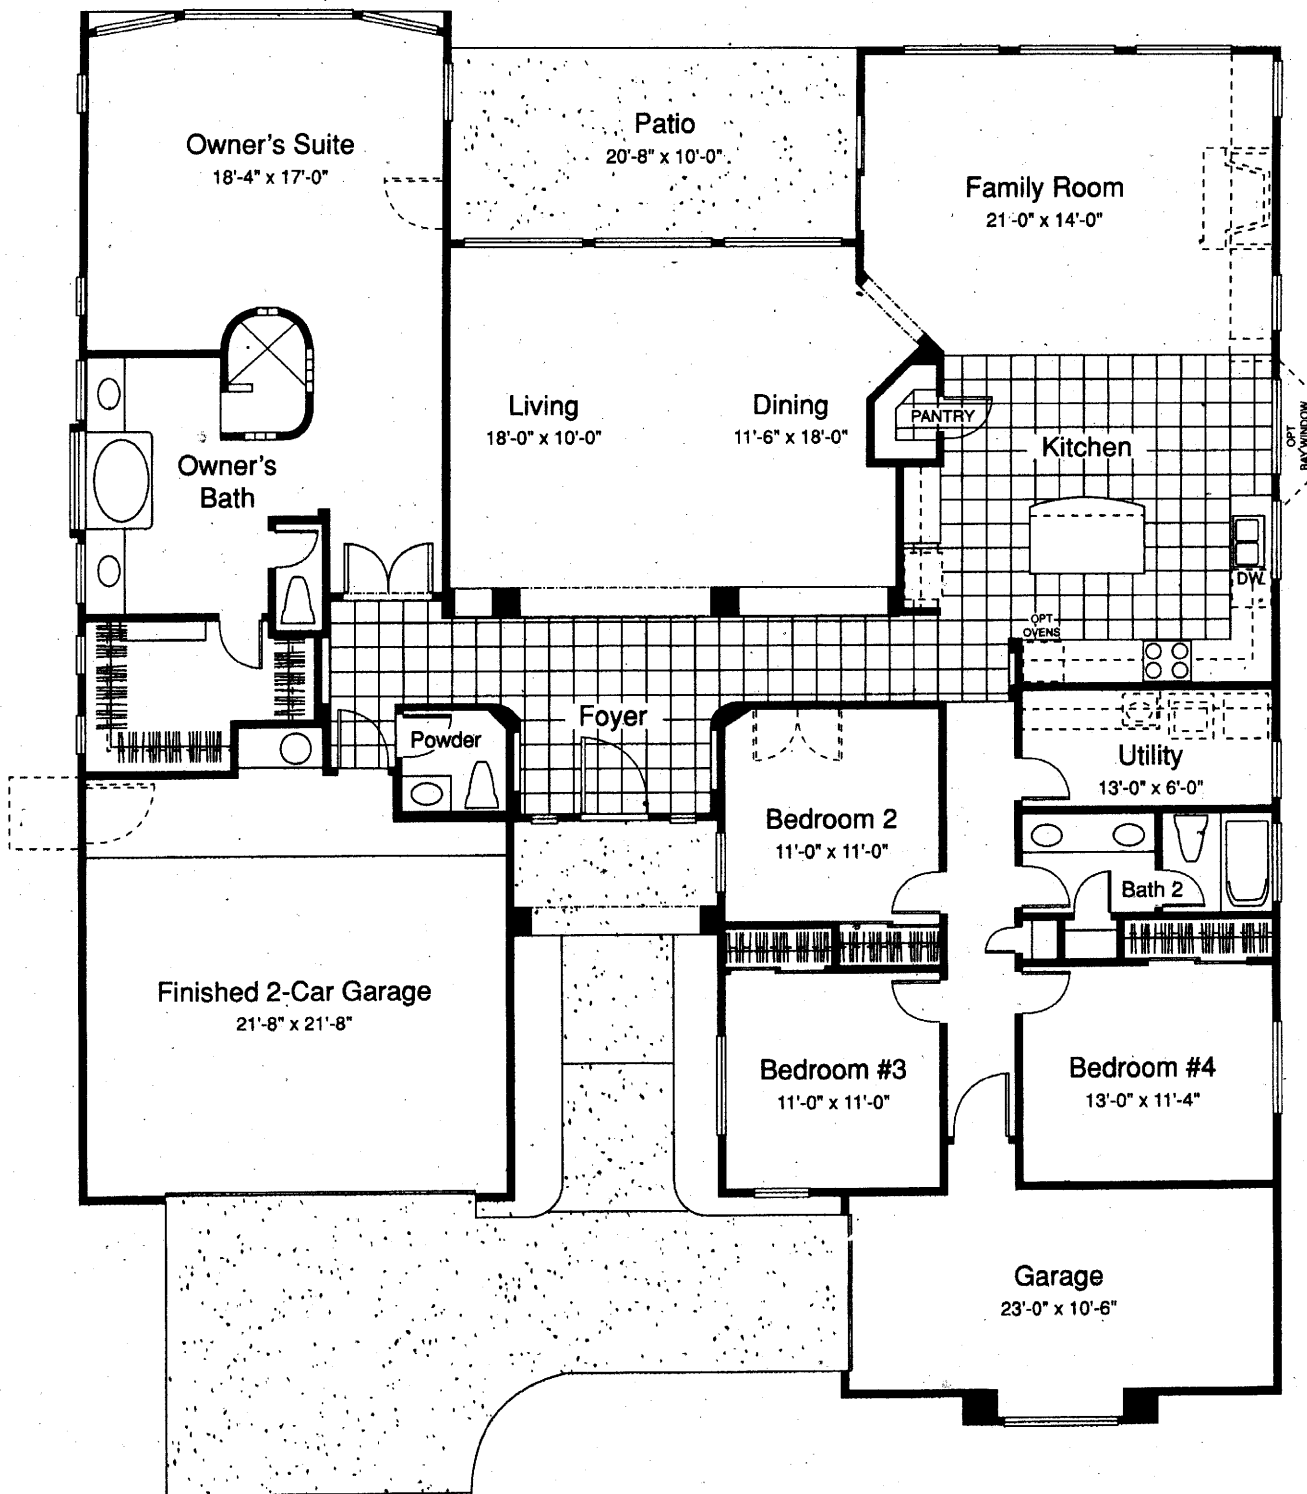 Owner's Suite
18'-4" x 17'-0"
Patio
20'-8" x 10'-0"
Family Room
21'-0" x 14'-0"
Living
18'-0" x 10'-0"
Dining
11'-6" x 18'-0"
PANTRY
Kitchen
OPT
BAY WINDOW
Owner's
Bath
DW
OPT
OVENS
Foyer
Powder
Utility
13'-0" x 6'-0"
Bedroom 2
11'-0" x 11'-0"
Bath 2
Finished 2-Car Garage
21'-8" x 21'-8"
Bedroom #3
11'-0" x 11'-0"
Bedroom #4
13'-0" x 11'-4"
Garage
23'-0" x 10'-6"